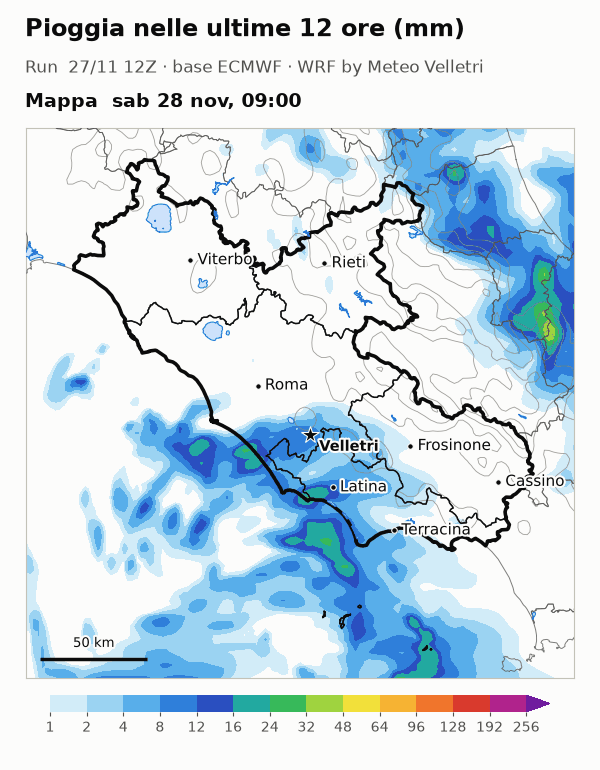 Pioggia nelle ultime 12 ore (mm)
Run 27/11 12Z · base ECMWF · WRF by Meteo Velletri
Mappa sab 28 nov, 09:00
Viterbo
Rieti
Roma
Velletri
Frosinone
Latina
Cassino
Terracina
50 km
1 2 4 8 12 16 24 32 48 64 96 128 192 256